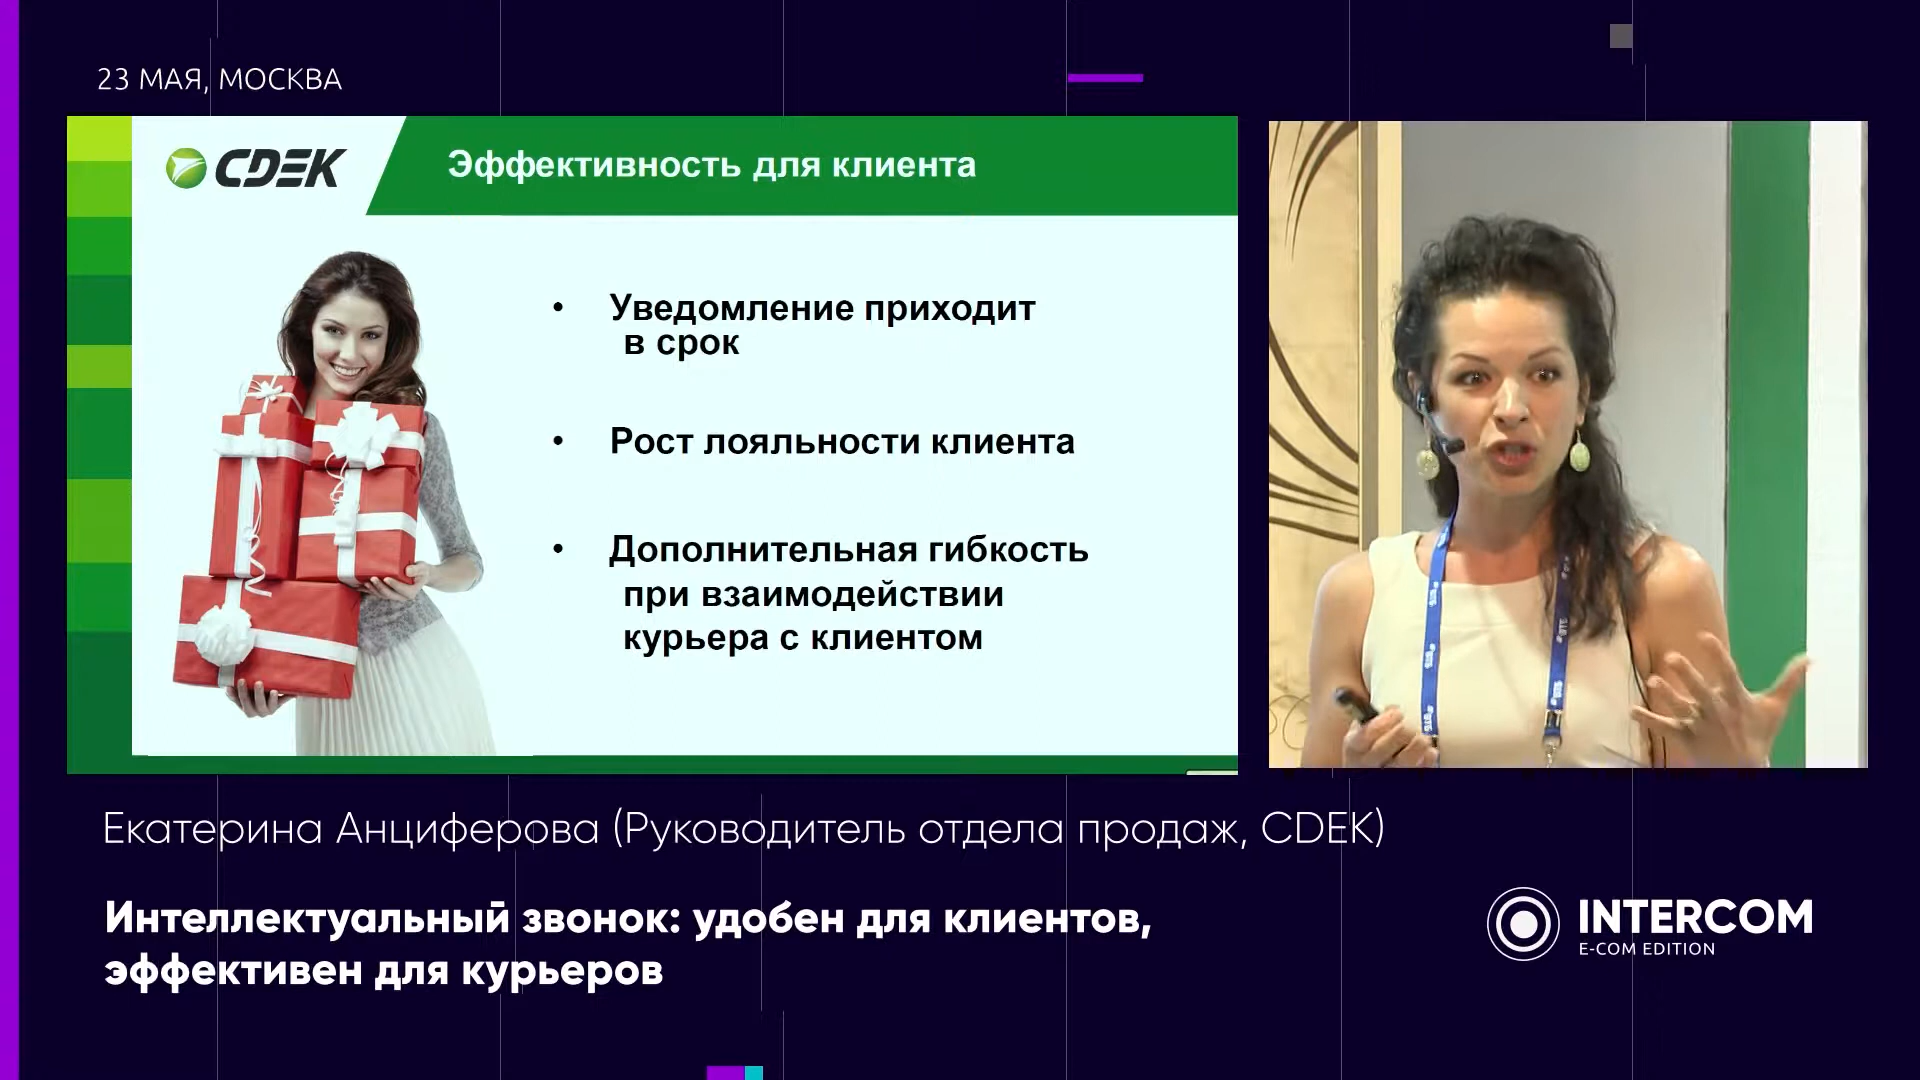 23 МАЯ, МОСКВА
CDEK
Эффективность для клиента
• Уведомление приходит
в срок
• Рост лояльности клиента
• Дополнительная гибкость
при взаимодействии
курьера с клиентом
Екатерина Анциферова (Руководитель отдела продаж, CDEK)
Интеллектуальный звонок: удобен для клиентов,
эффективен для курьеров
INTERCOM
E-COM EDITION